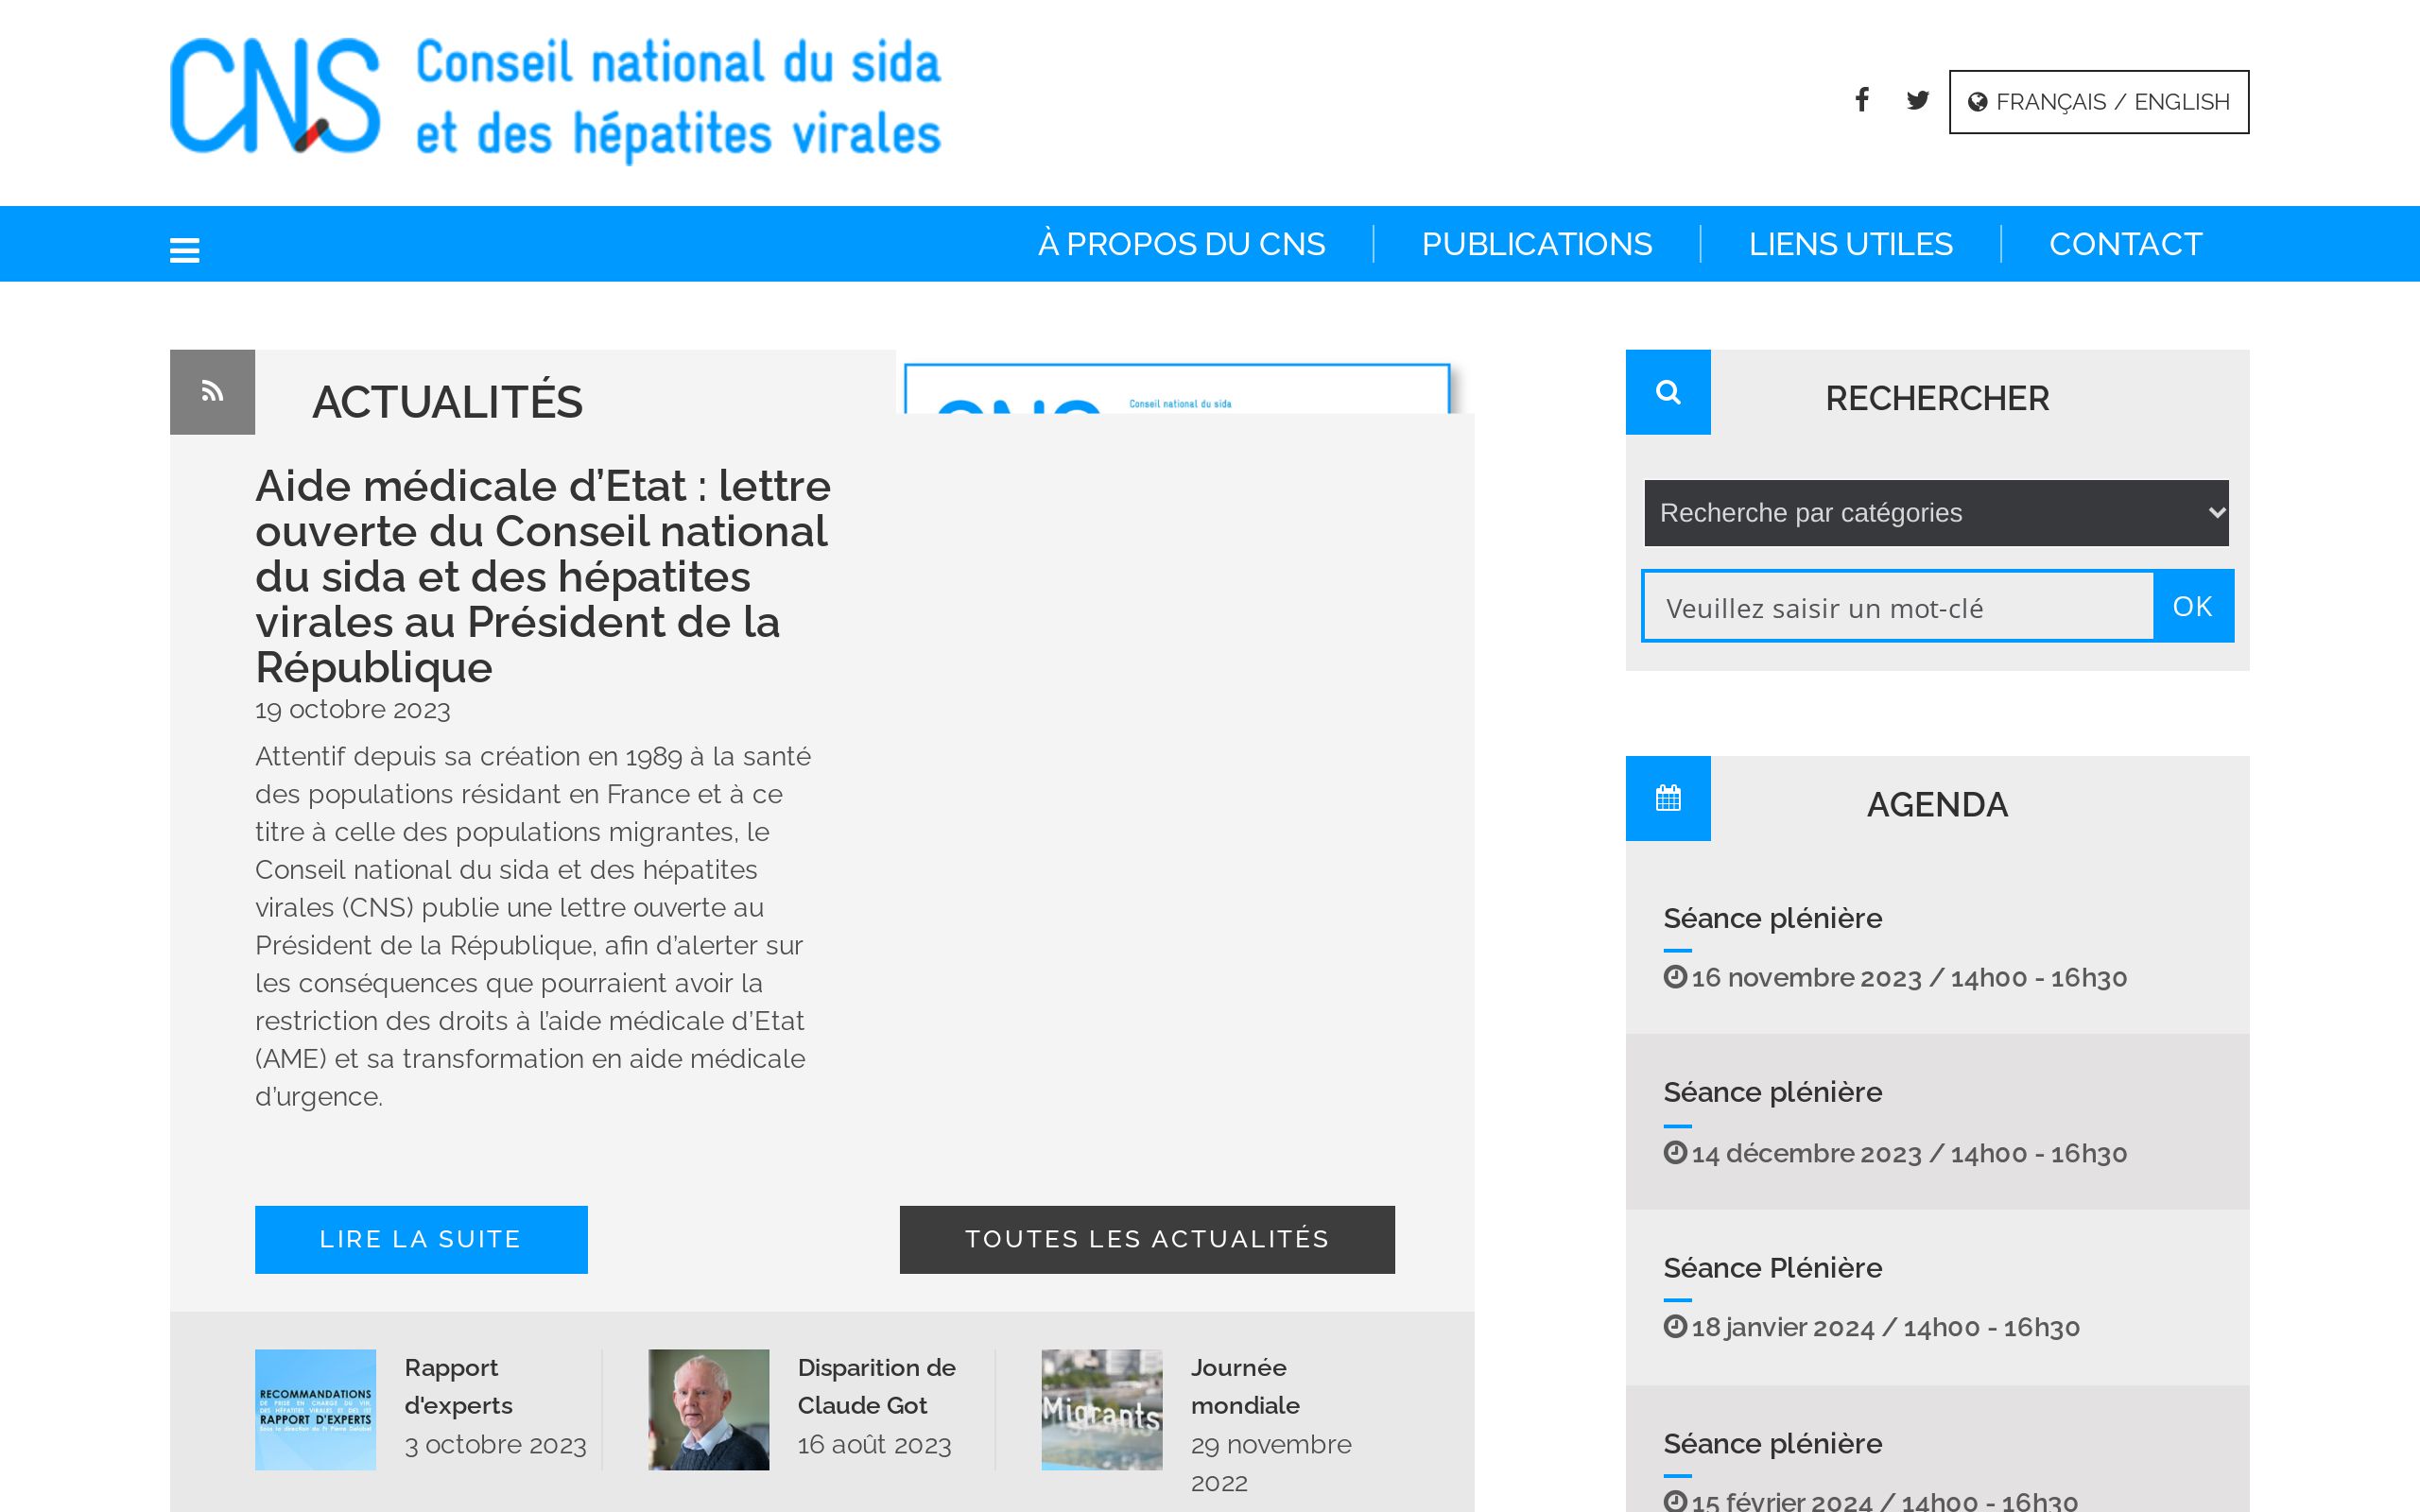 CNS
Conseil national du sida
et des hépatites virales
FRANÇAIS / ENGLISH
À PROPOS DU CNS
PUBLICATIONS
LIENS UTILES
CONTACT
ACTUALITÉS
Conseil national du sida
Aide médicale d’Etat : lettre
ouverte du Conseil national
du sida et des hépatites
virales au Président de la
République
19 octobre 2023
Attentif depuis sa création en 1989 à la santé
des populations résidant en France et à ce
titre à celle des populations migrantes, le
Conseil national du sida et des hépatites
virales (CNS) publie une lettre ouverte au
Président de la République, afin d’alerter sur
les conséquences que pourraient avoir la
restriction des droits à l’aide médicale d’Etat
(AME) et sa transformation en aide médicale
d’urgence.
LIRE LA SUITE
TOUTES LES ACTUALITÉS
RECOMMANDATIONS
DE PRISE EN CHARGE DU VIH,
DES HÉPATITES VIRALES ET DES IST
RAPPORT D'EXPERTS
Rapport
d'experts
3 octobre 2023
Disparition de
Claude Got
16 août 2023
Migrants
Journée
mondiale
29 novembre
2022
RECHERCHER
Recherche par catégories
Veuillez saisir un mot-clé
OK
AGENDA
Séance plénière
16 novembre 2023 / 14h00 - 16h30
Séance plénière
14 décembre 2023 / 14h00 - 16h30
Séance Plénière
18 janvier 2024 / 14h00 - 16h30
Séance plénière
15 février 2024 / 14h00 - 16h30